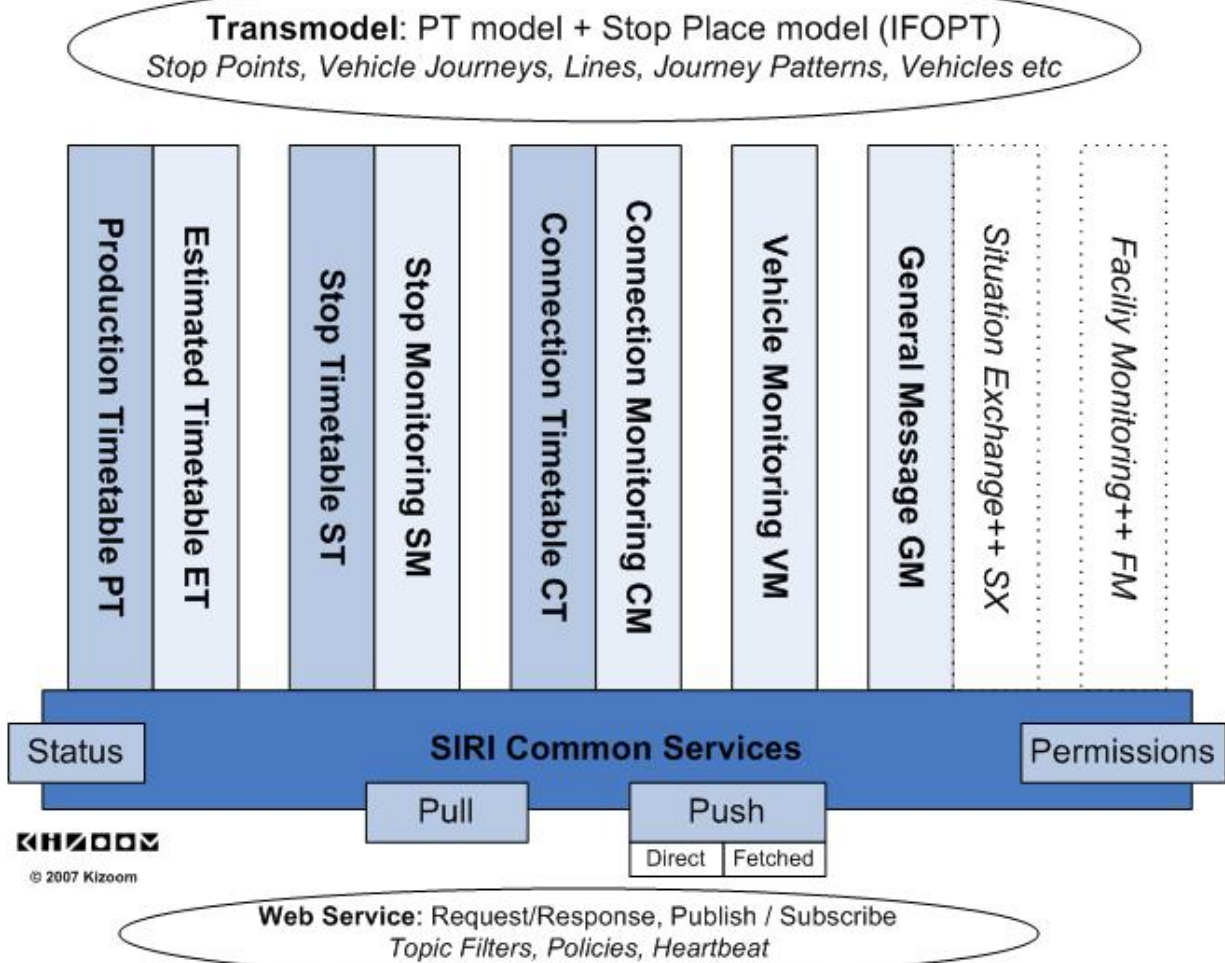 Transmodel: PT model + Stop Place model (IFOPT)
Stop Points, Vehicle Journeys, Lines, Journey Patterns, Vehicles etc
Production Timetable PT
Estimated Timetable ET
Stop Timetable ST
Stop Monitoring SM
Connection Timetable CT
Connection Monitoring CM
Vehicle Monitoring VM
General Message GM
Situation Exchange++ SX
Faciliy Monitoring++ FM
Status
SIRI Common Services
Permissions
Pull
Push
Direct
Fetched
KIZOOM
© 2007 Kizoom
Web Service: Request/Response, Publish / Subscribe
Topic Filters, Policies, Heartbeat